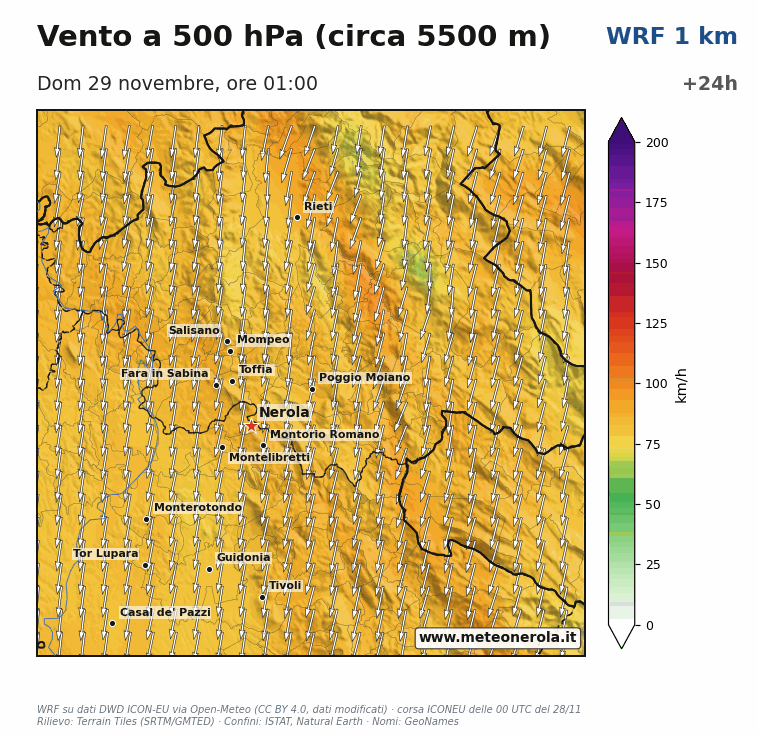 Vento a 500 hPa (circa 5500 m)
WRF 1 km
Dom 29 novembre, ore 01:00
+24h
Rieti
Salisano
Mompeo
Fara in Sabina
Toffia
Poggio Moiano
Nerola
Montorio Romano
Montelibretti
Monterotondo
Tor Lupara
Guidonia
Tivoli
Casal de' Pazzi
www.meteonerola.it
200
175
150
125
100
75
50
25
0
km/h
WRF su dati DWD ICON-EU via Open-Meteo (CC BY 4.0, dati modificati) · corsa ICONEU delle 00 UTC del 28/11
Rilievo: Terrain Tiles (SRTM/GMTED) · Confini: ISTAT, Natural Earth · Nomi: GeoNames